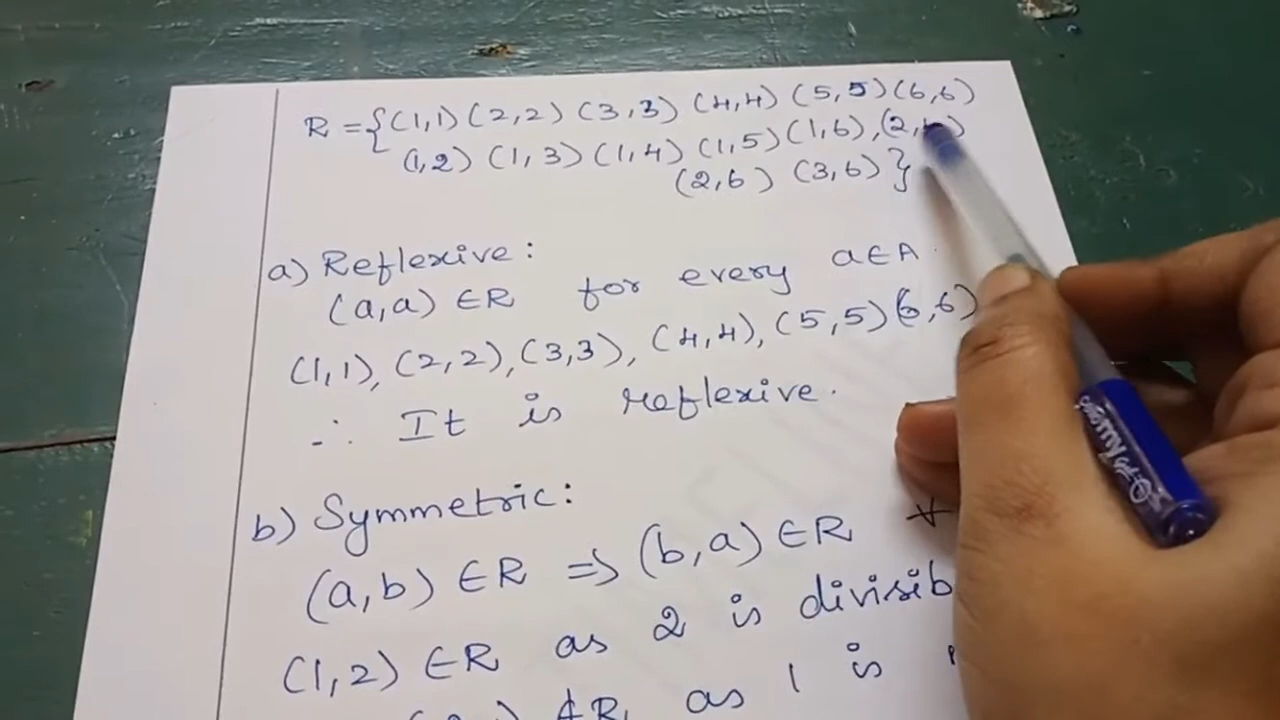 R = {(1,1) (2,2) (3,3) (4,4) (5,5) (6,6)
(1,2) (1,3) (1,4) (1,5) (1,6), (2,
(2,6) (3,6) }
a) Reflexive :
(a,a) ∈ R for every a ∈ A.
(1,1), (2,2), (3,3), (4,4), (5,5) (6,6)
∴ It is reflexive.
b) Symmetric :
(a,b) ∈ R => (b,a) ∈ R ∀
(1,2) ∈ R as 2 is divisib
∉ R as 1 is